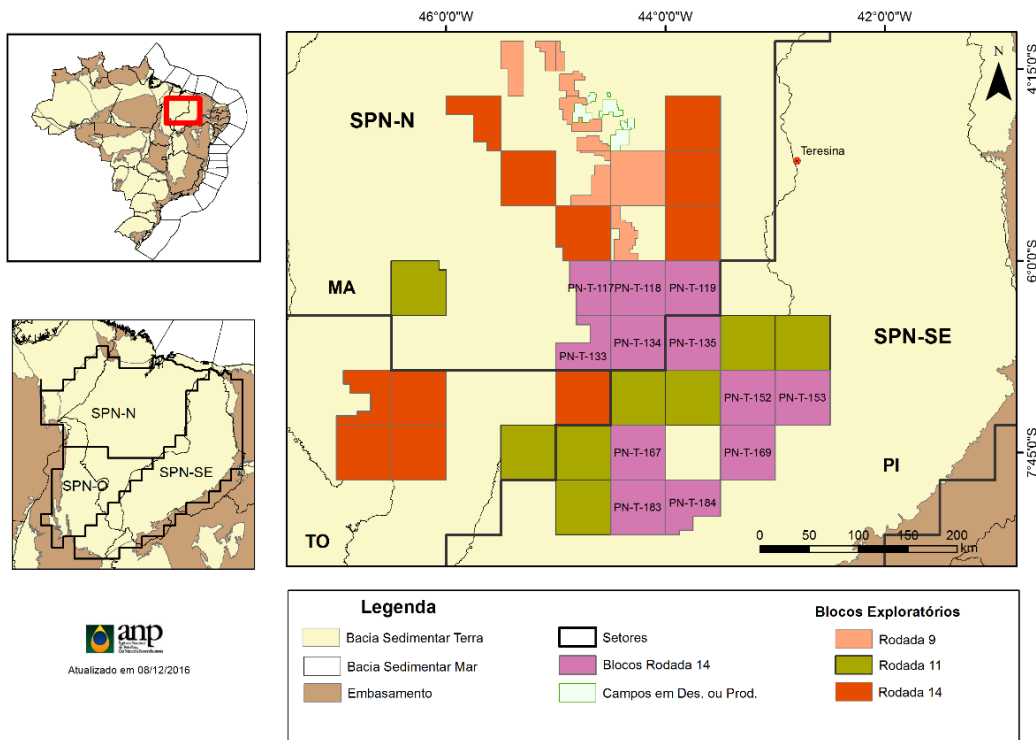 46°0'0"W
44°0'0"W
42°0'0"W
4°15'0"S
6°0'0"S
7°45'0"S
N
SPN-N
Teresina
MA
PN-T-117
PN-T-118
PN-T-119
SPN-SE
PN-T-133
PN-T-134
PN-T-135
PN-T-152
PN-T-153
PN-T-167
PN-T-169
PI
PN-T-183
PN-T-184
TO
0
50
100
150
200
km
SPN-N
SPN-SE
SPN-O
anp
Atualizado em 08/12/2016
Legenda
Bacia Sedimentar Terra
Bacia Sedimentar Mar
Embasamento
Setores
Blocos Rodada 14
Campos em Des. ou Prod.
Blocos Exploratórios
Rodada 9
Rodada 11
Rodada 14